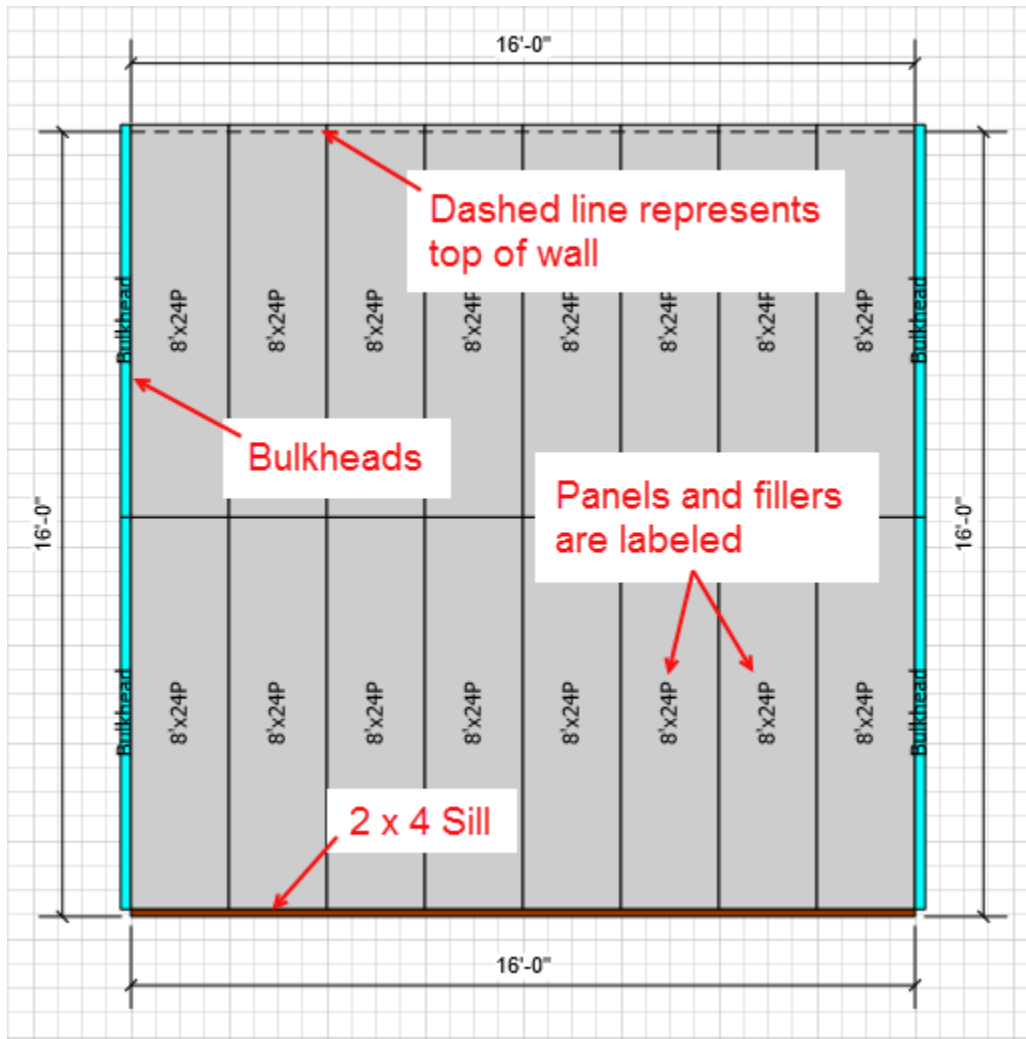 16'-0"
Dashed line represents
top of wall
Bulkhead
8'x24P
8'x24P
8'x24P
8'x24P
8'x24P
8'x24P
8'x24P
8'x24P
Bulkhead
Bulkheads
Panels and fillers
are labeled
16'-0"
16'-0"
Bulkhead
8'x24P
8'x24P
8'x24P
8'x24P
8'x24P
8'x24P
8'x24P
8'x24P
Bulkhead
2 x 4 Sill
16'-0"